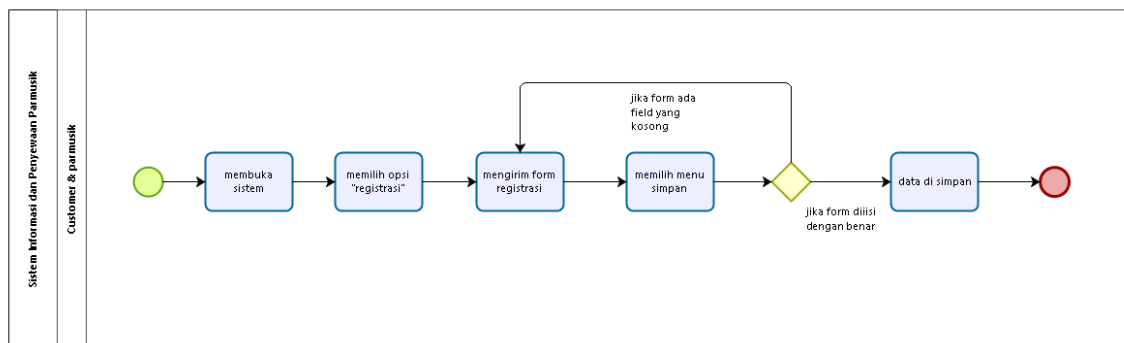 Sistem Informasi dan Penyewaan Parmusik
Customer & parmusik
membuka
sistem
memilih opsi
"registrasi"
mengirim form
registrasi
memilih menu
simpan
jika form ada
field yang
kosong
jika form diiisi
dengan benar
data di simpan